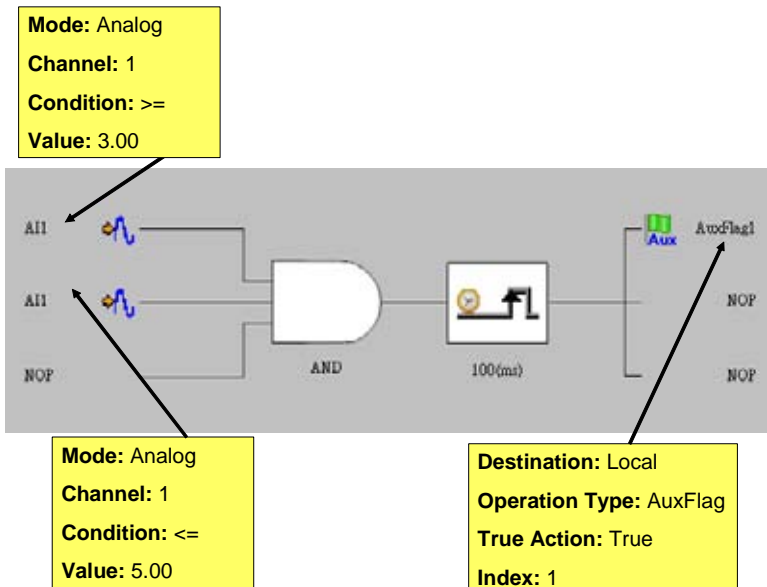 Mode: Analog
Channel: 1
Condition: >=
Value: 3.00
AI1
Aux
AuxFlag1
AI1
NOP
NOP
AND
100(ms)
NOP
Mode: Analog
Channel: 1
Condition: <=
Value: 5.00
Destination: Local
Operation Type: AuxFlag
True Action: True
Index: 1